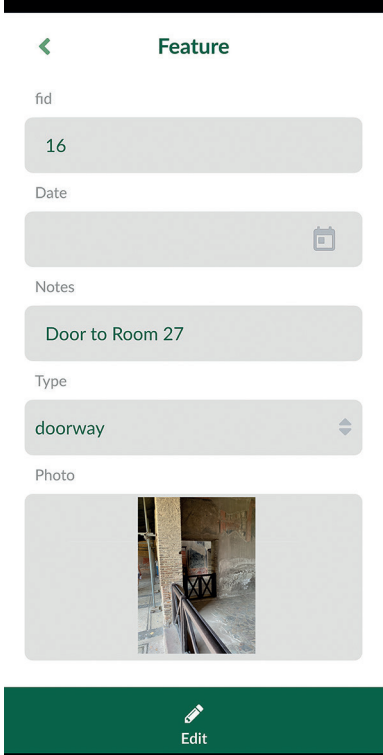 Feature
fid
16
Date
Notes
Door to Room 27
Type
doorway
Photo
Edit